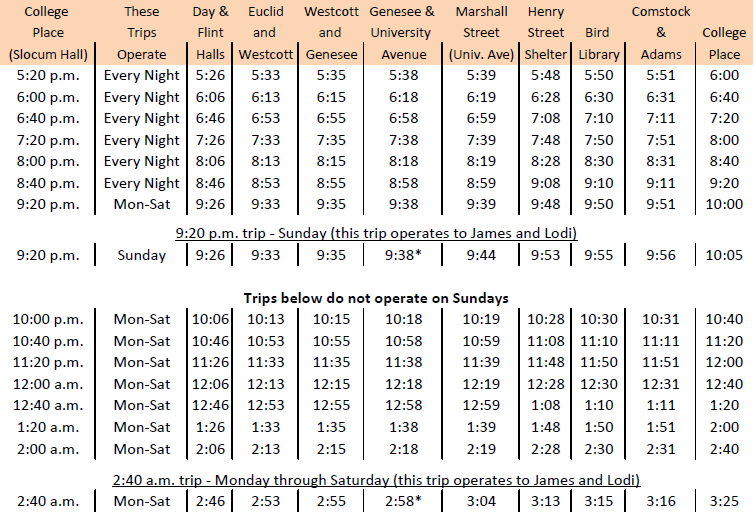 College These Day & Euclid Westcott Genesee & Marshall Henry Comstock
Place Trips Flint and and University Street Street Bird & College
(Slocum Hall) Operate Halls Westcott Genesee Avenue (Univ. Ave) Shelter Library Adams Place
5:20 p.m. Every Night 5:26 5:33 5:35 5:38 5:39 5:48 5:50 5:51 6:00
6:00 p.m. Every Night 6:06 6:13 6:15 6:18 6:19 6:28 6:30 6:31 6:40
6:40 p.m. Every Night 6:46 6:53 6:55 6:58 6:59 7:08 7:10 7:11 7:20
7:20 p.m. Every Night 7:26 7:33 7:35 7:38 7:39 7:48 7:50 7:51 8:00
8:00 p.m. Every Night 8:06 8:13 8:15 8:18 8:19 8:28 8:30 8:31 8:40
8:40 p.m. Every Night 8:46 8:53 8:55 8:58 8:59 9:08 9:10 9:11 9:20
9:20 p.m. Mon-Sat 9:26 9:33 9:35 9:38 9:39 9:48 9:50 9:51 10:00
9:20 p.m. trip - Sunday (this trip operates to James and Lodi)
9:20 p.m. Sunday 9:26 9:33 9:35 9:38* 9:44 9:53 9:55 9:56 10:05
Trips below do not operate on Sundays
10:00 p.m. Mon-Sat 10:06 10:13 10:15 10:18 10:19 10:28 10:30 10:31 10:40
10:40 p.m. Mon-Sat 10:46 10:53 10:55 10:58 10:59 11:08 11:10 11:11 11:20
11:20 p.m. Mon-Sat 11:26 11:33 11:35 11:38 11:39 11:48 11:50 11:51 12:00
12:00 a.m. Mon-Sat 12:06 12:13 12:15 12:18 12:19 12:28 12:30 12:31 12:40
12:40 a.m. Mon-Sat 12:46 12:53 12:55 12:58 12:59 1:08 1:10 1:11 1:20
1:20 a.m. Mon-Sat 1:26 1:33 1:35 1:38 1:39 1:48 1:50 1:51 2:00
2:00 a.m. Mon-Sat 2:06 2:13 2:15 2:18 2:19 2:28 2:30 2:31 2:40
2:40 a.m. trip - Monday through Saturday (this trip operates to James and Lodi)
2:40 a.m. Mon-Sat 2:46 2:53 2:55 2:58* 3:04 3:13 3:15 3:16 3:25